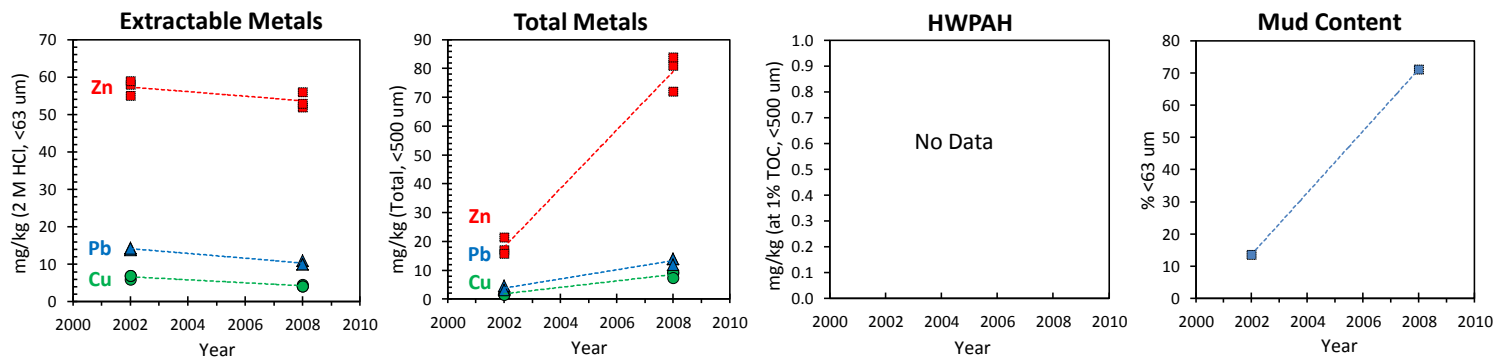 Extractable Metals
mg/kg (2 M HCl, <63 um)
70
60
50
40
30
20
10
0
Zn
Pb
Cu
2000 2002 2004 2006 2008 2010
Year
Total Metals
mg/kg (Total, <500 um)
90
80
70
60
50
40
30
20
10
0
Zn
Pb
Cu
2000 2002 2004 2006 2008 2010
Year
HWPAH
mg/kg (at 1% TOC, <500 um)
1.0
0.9
0.8
0.7
0.6
0.5
0.4
0.3
0.2
0.1
0.0
No Data
2000 2002 2004 2006 2008 2010
Year
Mud Content
% <63 um
80
70
60
50
40
30
20
10
0
2000 2002 2004 2006 2008 2010
Year